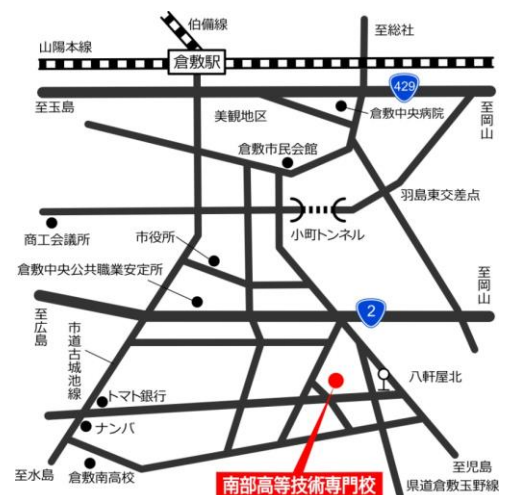 伯備線
山陽本線
倉敷駅
至総社
429
至玉島
美観地区
倉敷中央病院
至岡山
倉敷市民会館
羽島東交差点
商工会議所
小町トンネル
市役所
倉敷中央公共職業安定所
至岡山
至広島
2
市道古城池線
八軒屋北
トマト銀行
ナンバ
至水島
倉敷南高校
南部高等技術専門校
至児島
県道倉敷玉野線